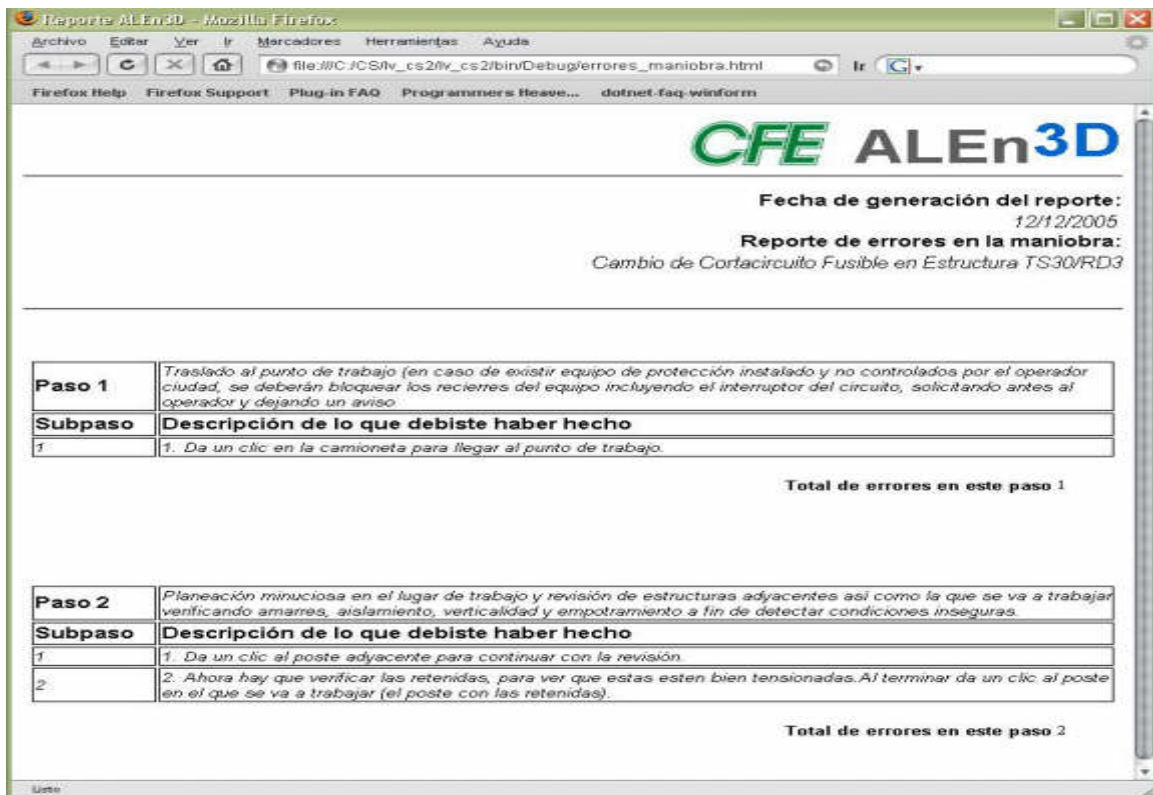 Reporte ALEn3D - Mozilla Firefox
Archivo Editar Ver Ir Marcadores Herramientas Ayuda
file:///C:/CS/lv_cs2/lv_cs2/bin/Debug/errores_maniobra.html Ir G
Firefox Help Firefox Support Plug-in FAQ Programmers Heave... dotnet-faq-winform
CFE ALEn3D
Fecha de generación del reporte:
12/12/2005
Reporte de errores en la maniobra:
Cambio de Cortacircuito Fusible en Estructura TS30/RD3
Paso 1
Traslado al punto de trabajo (en caso de existir equipo de protección instalado y no controlados por el operador
ciudad, se deberán bloquear los recierres del equipo incluyendo el interruptor del circuito, solicitando antes al
operador y dejando un aviso
Subpaso Descripción de lo que debiste haber hecho
1 1. Da un clic en la camioneta para llegar al punto de trabajo.
Total de errores en este paso 1
Paso 2
Planeación minuciosa en el lugar de trabajo y revisión de estructuras adyacentes asi como la que se va a trabajar
verificando amarres, aislamiento, verticalidad y empotramiento a fin de detectar condiciones inseguras.
Subpaso Descripción de lo que debiste haber hecho
1 1. Da un clic al poste adyacente para continuar con la revisión.
2 2. Ahora hay que verificar las retenidas, para ver que estas esten bien tensionadas.Al terminar da un clic al poste
en el que se va a trabajar (el poste con las retenidas).
Total de errores en este paso 2
Listo